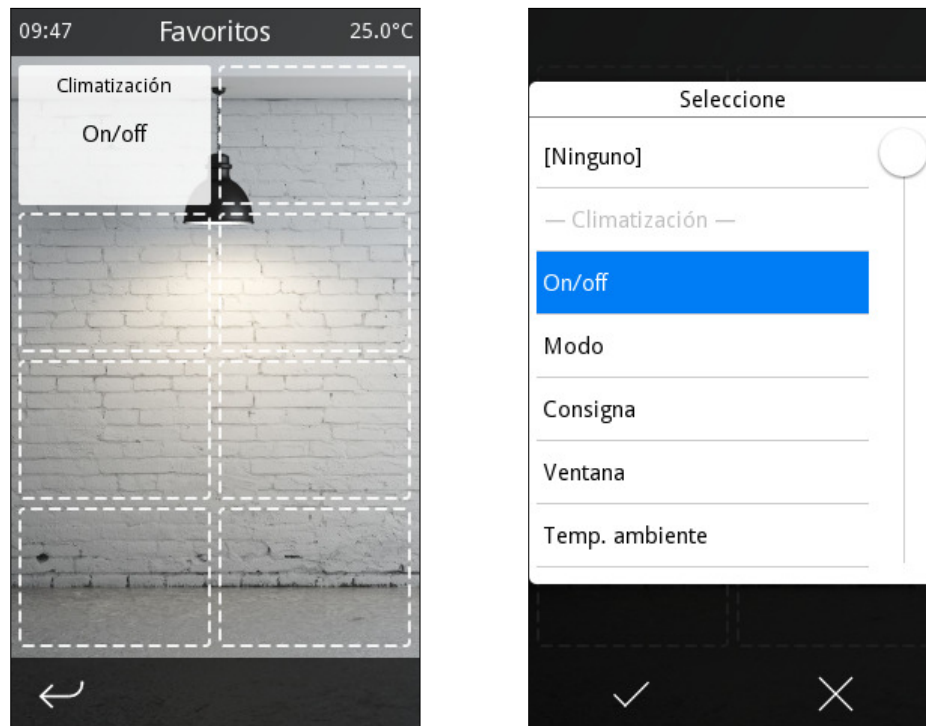 09:47 Favoritos 25.0°C
Climatización
On/off
Seleccione
[Ninguno]
— Climatización —
On/off
Modo
Consigna
Ventana
Temp. ambiente